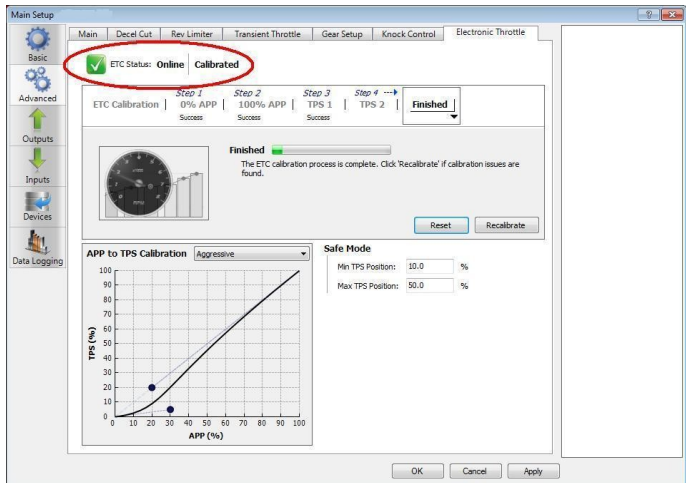 Main Setup
Main Decel Cut Rev Limiter Transient Throttle Gear Setup Knock Control Electronic Throttle
Basic
Advanced
Outputs
Inputs
Devices
Data Logging
ETC Status: Online Calibrated
Step 1 Step 2 Step 3 Step 4
ETC Calibration 0% APP 100% APP TPS 1 TPS 2 Finished
Success Success Success
Finished
The ETC calibration process is complete. Click 'Recalibrate' if calibration issues are
found.
Reset Recalibrate
APP to TPS Calibration Aggressive
100
90
80
70
60
50
40
30
20
10
0
TPS (%)
0 10 20 30 40 50 60 70 80 90 100
APP (%)
Safe Mode
Min TPS Position: 10.0 %
Max TPS Position: 50.0 %
OK Cancel Apply